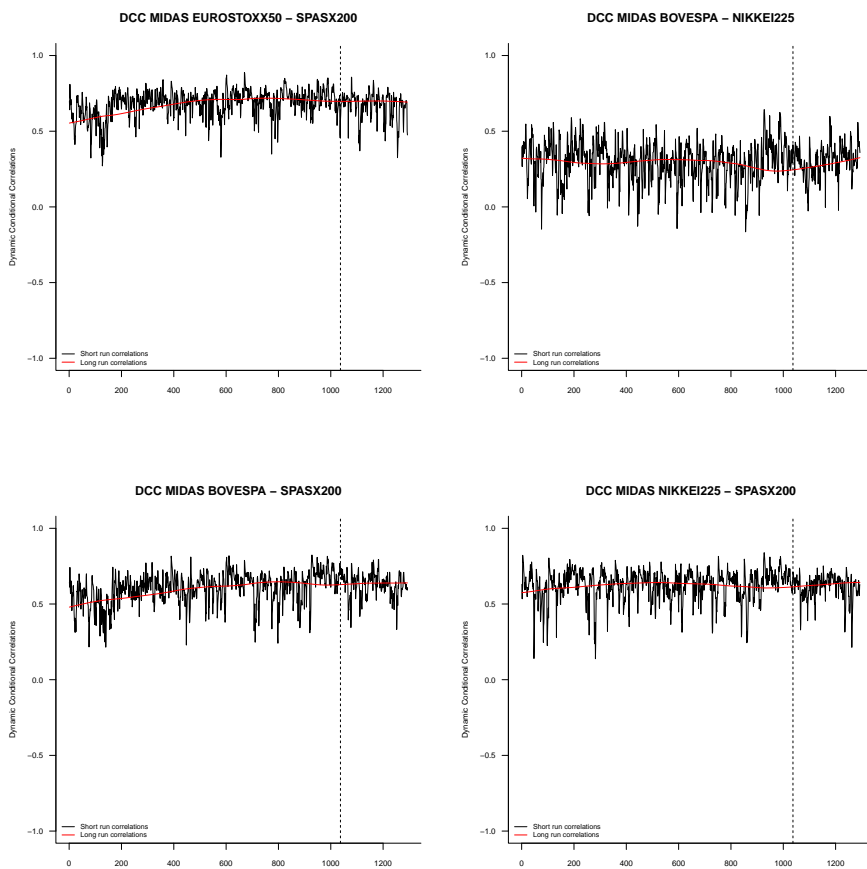 DCC MIDAS EUROSTOXX50 − SPASX200
Dynamic Conditional Correlations
1.0
0.5
0.0
−0.5
−1.0
Short run correlations
Long run correlations
0 200 400 600 800 1000 1200
DCC MIDAS BOVESPA − NIKKEI225
Dynamic Conditional Correlations
1.0
0.5
0.0
−0.5
−1.0
Short run correlations
Long run correlations
0 200 400 600 800 1000 1200
DCC MIDAS BOVESPA − SPASX200
Dynamic Conditional Correlations
1.0
0.5
0.0
−0.5
−1.0
Short run correlations
Long run correlations
0 200 400 600 800 1000 1200
DCC MIDAS NIKKEI225 − SPASX200
Dynamic Conditional Correlations
1.0
0.5
0.0
−0.5
−1.0
Short run correlations
Long run correlations
0 200 400 600 800 1000 1200